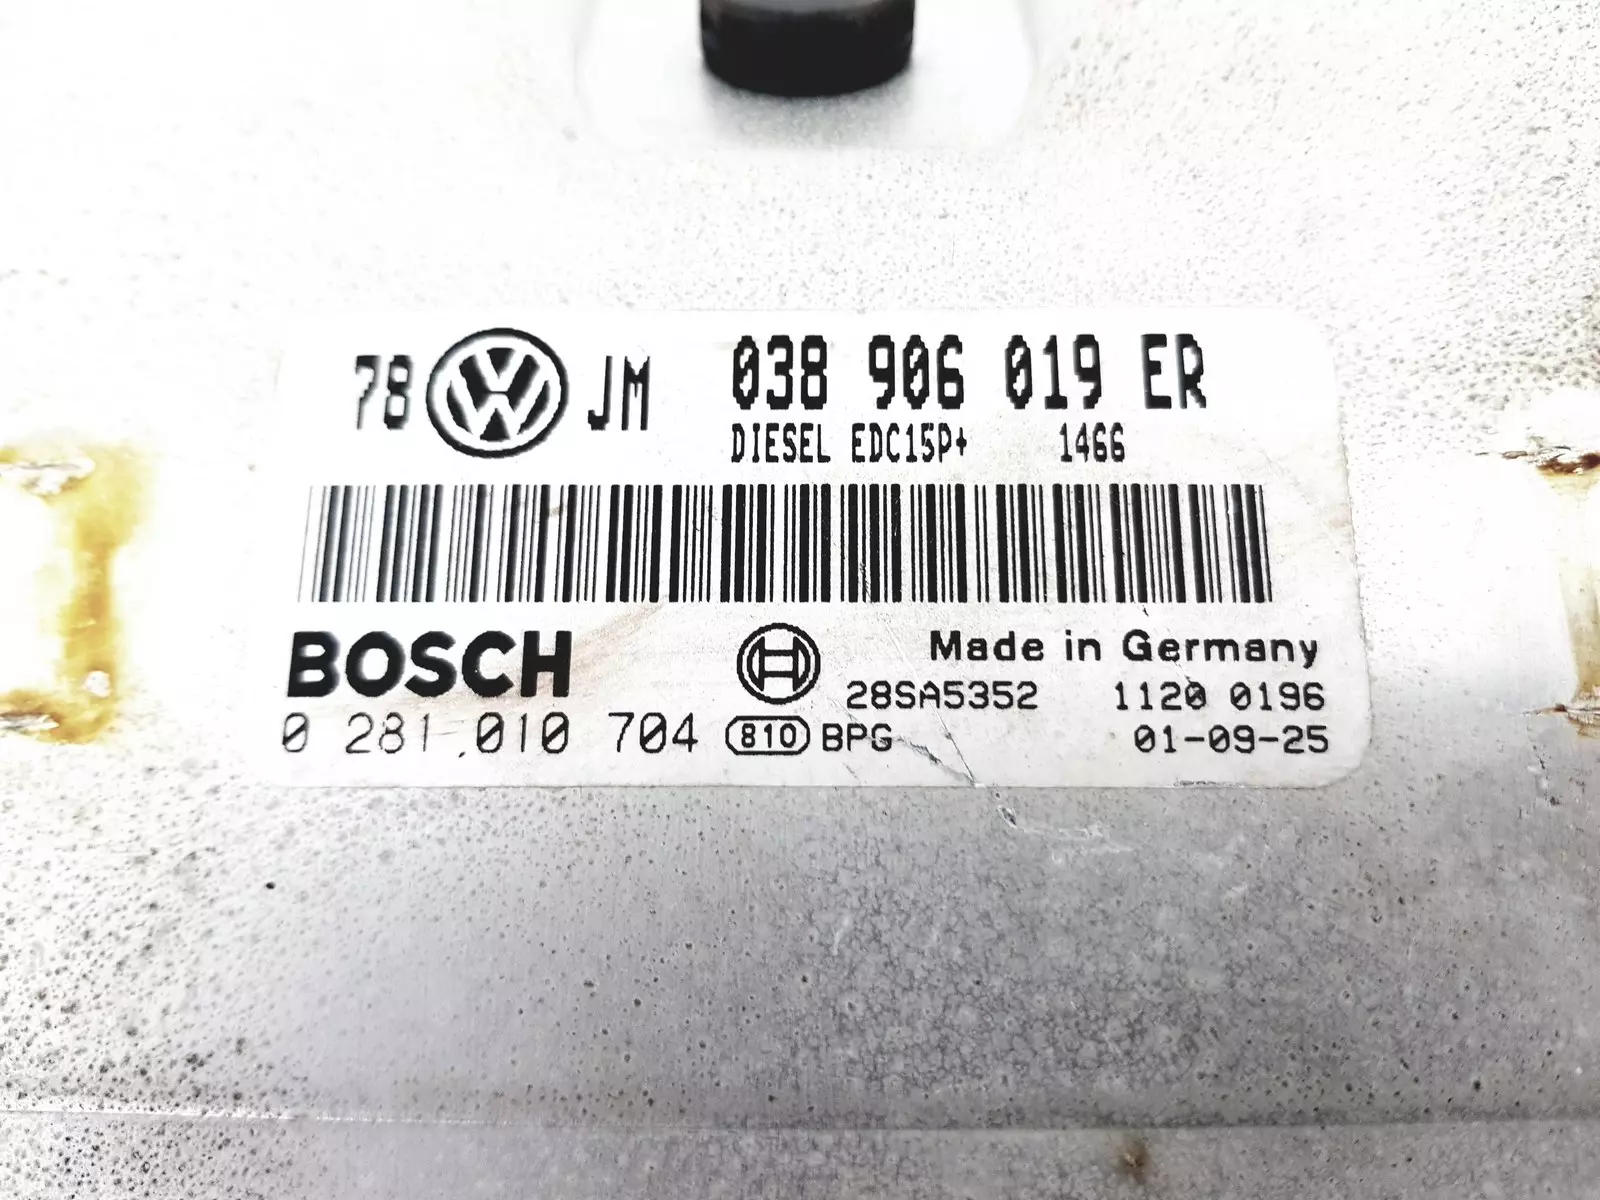 78 VW JM 038 906 019 ER
DIESEL EDC15P+ 1466
BOSCH
Made in Germany
28SA5352 1120 0196
0 281 010 704 810 BPG 01-09-25